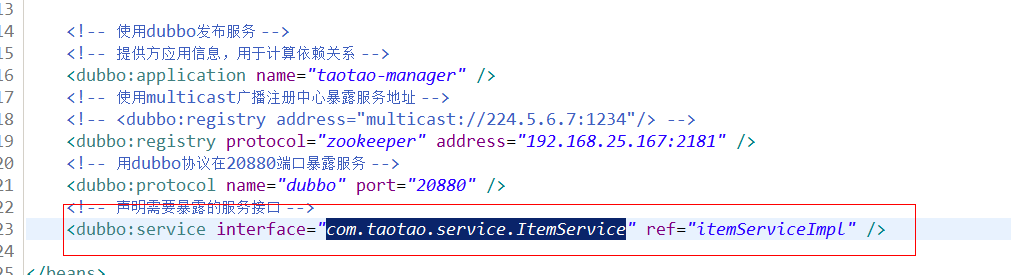 13
14 <!-- 使用dubbo发布服务 -->
15 <!-- 提供方应用信息，用于计算依赖关系 -->
16 <dubbo:application name="taotao-manager" />
17 <!-- 使用multicast广播注册中心暴露服务地址 -->
18 <!-- <dubbo:registry address="multicast://224.5.6.7:1234"/> -->
19 <dubbo:registry protocol="zookeeper" address="192.168.25.167:2181" />
20 <!-- 用dubbo协议在20880端口暴露服务 -->
21 <dubbo:protocol name="dubbo" port="20880" />
22 <!-- 声明需要暴露的服务接口 -->
23 <dubbo:service interface="com.taotao.service.ItemService" ref="itemServiceImpl" />
24
25 </beans>